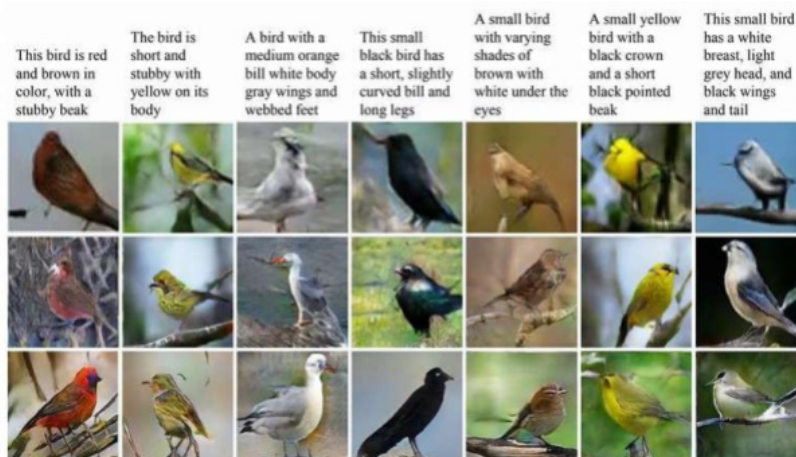 This bird is red
and brown in
color, with a
stubby beak
The bird is
short and
stubby with
yellow on its
body
A bird with a
medium orange
bill white body
gray wings and
webbed feet
This small
black bird has
a short, slightly
curved bill and
long legs
A small bird
with varying
shades of
brown with
white under the
eyes
A small yellow
bird with a
black crown
and a short
black pointed
beak
This small bird
has a white
breast, light
grey head, and
black wings
and tail